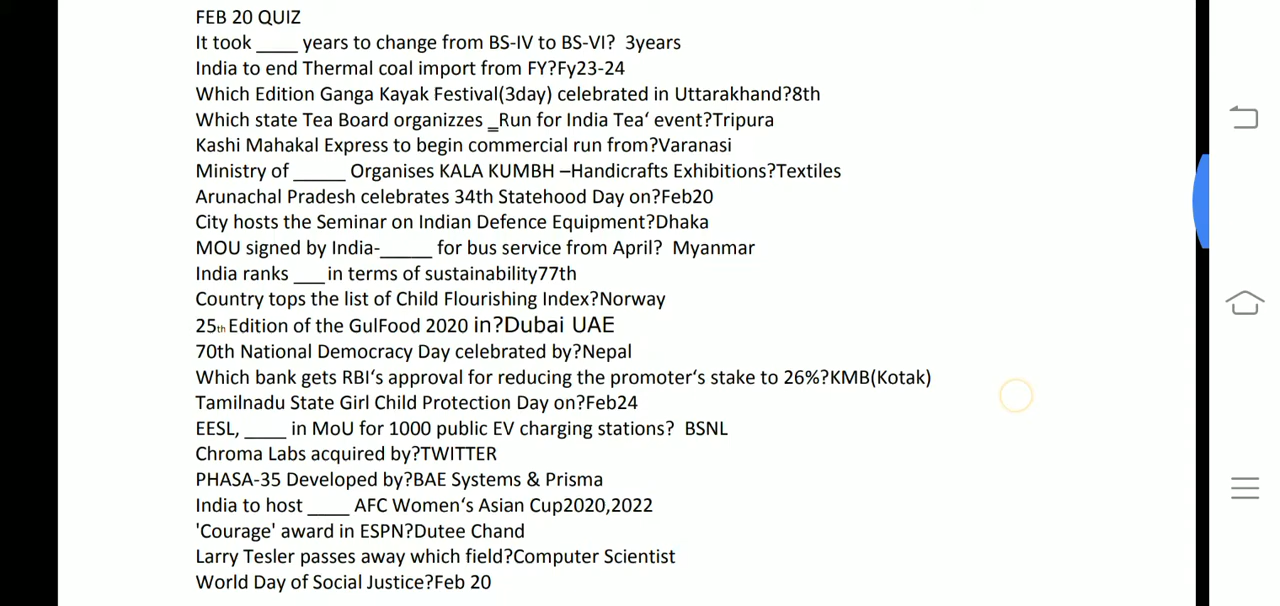 FEB 20 QUIZ
It took ____ years to change from BS-IV to BS-VI?  3years
India to end Thermal coal import from FY?Fy23-24
Which Edition Ganga Kayak Festival(3day) celebrated in Uttarakhand?8th
Which state Tea Board organizzes ‗Run for India Tea‘ event?Tripura
Kashi Mahakal Express to begin commercial run from?Varanasi
Ministry of _____ Organises KALA KUMBH –Handicrafts Exhibitions?Textiles
Arunachal Pradesh celebrates 34th Statehood Day on?Feb20
City hosts the Seminar on Indian Defence Equipment?Dhaka
MOU signed by India-_____ for bus service from April?  Myanmar
India ranks ___ in terms of sustainability77th
Country tops the list of Child Flourishing Index?Norway
25th Edition of the GulFood 2020 in?Dubai UAE
70th National Democracy Day celebrated by?Nepal
Which bank gets RBI‘s approval for reducing the promoter‘s stake to 26%?KMB(Kotak)
Tamilnadu State Girl Child Protection Day on?Feb24
EESL, ____ in MoU for 1000 public EV charging stations?  BSNL
Chroma Labs acquired by?TWITTER
PHASA-35 Developed by?BAE Systems & Prisma
India to host ____ AFC Women‘s Asian Cup2020,2022
'Courage' award in ESPN?Dutee Chand
Larry Tesler passes away which field?Computer Scientist
World Day of Social Justice?Feb 20